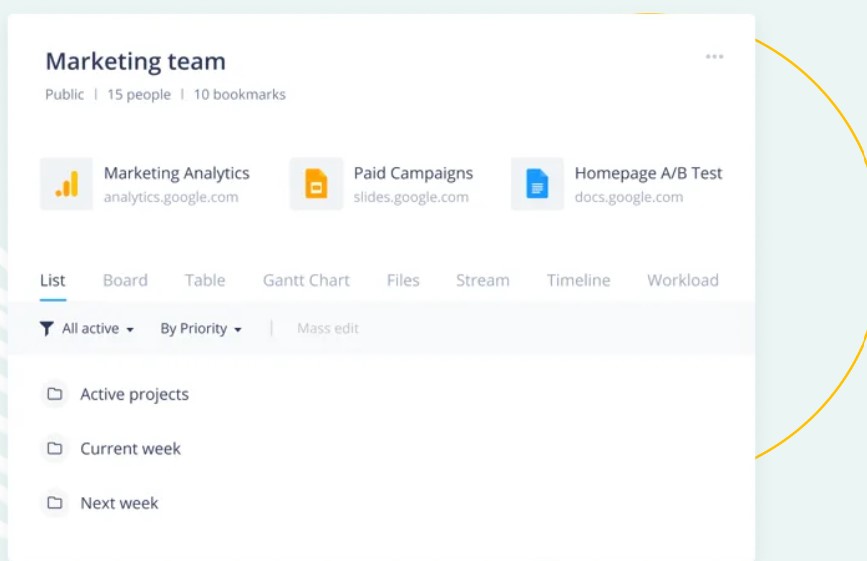 Marketing team
Public | 15 people | 10 bookmarks
Marketing Analytics
analytics.google.com
Paid Campaigns
slides.google.com
Homepage A/B Test
docs.google.com
List Board Table Gantt Chart Files Stream Timeline Workload
All active By Priority | Mass edit
Active projects
Current week
Next week